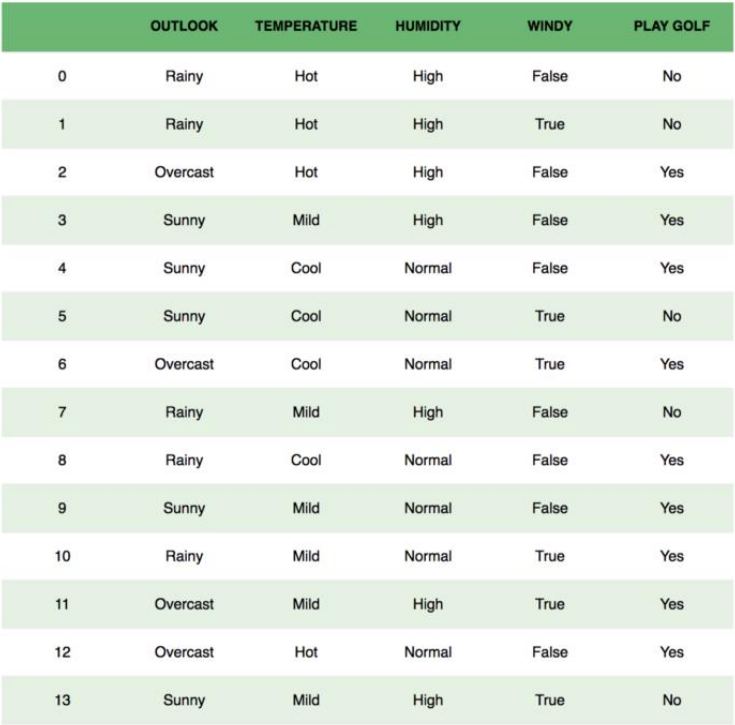 OUTLOOK TEMPERATURE HUMIDITY WINDY PLAY GOLF
0 Rainy Hot High False No
1 Rainy Hot High True No
2 Overcast Hot High False Yes
3 Sunny Mild High False Yes
4 Sunny Cool Normal False Yes
5 Sunny Cool Normal True No
6 Overcast Cool Normal True Yes
7 Rainy Mild High False No
8 Rainy Cool Normal False Yes
9 Sunny Mild Normal False Yes
10 Rainy Mild Normal True Yes
11 Overcast Mild High True Yes
12 Overcast Hot Normal False Yes
13 Sunny Mild High True No